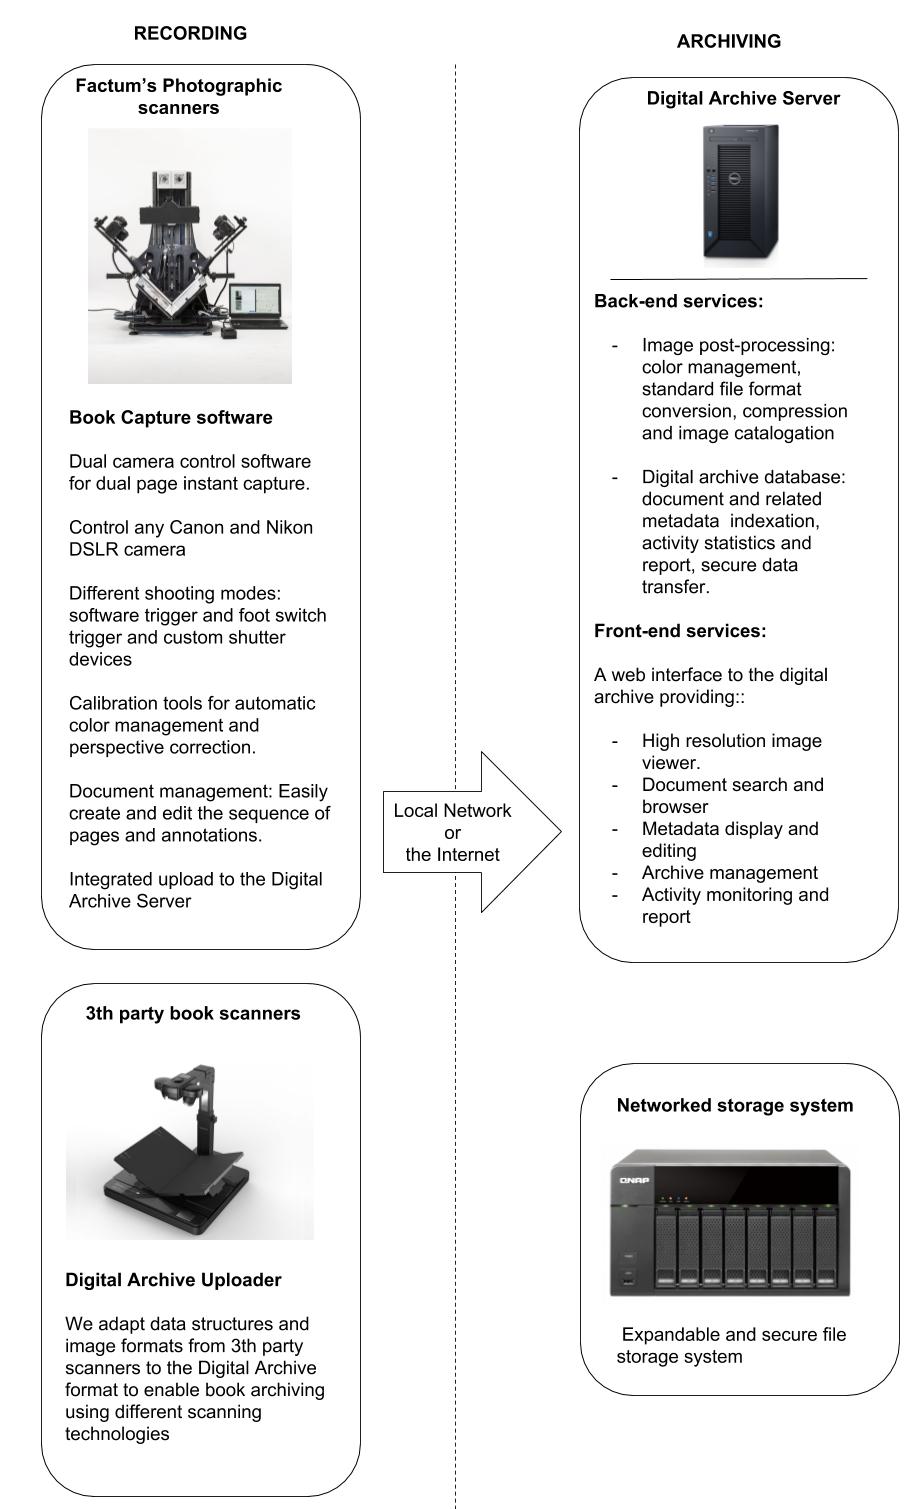 RECORDING
Factum's Photographic
scanners
Book Capture software
Dual camera control software
for dual page instant capture.
Control any Canon and Nikon
DSLR camera
Different shooting modes:
software trigger and foot switch
trigger and custom shutter
devices
Calibration tools for automatic
color management and
perspective correction.
Document management: Easily
create and edit the sequence of
pages and annotations.
Integrated upload to the Digital
Archive Server
3th party book scanners
Digital Archive Uploader
We adapt data structures and
image formats from 3th party
scanners to the Digital Archive
format to enable book archiving
using different scanning
technologies
Local Network
or
the Internet
ARCHIVING
Digital Archive Server
DELL
Back-end services:
- Image post-processing:
color management,
standard file format
conversion, compression
and image catalogation
- Digital archive database:
document and related
metadata  indexation,
activity statistics and
report, secure data
transfer.
Front-end services:
A web interface to the digital
archive providing::
- High resolution image
viewer.
- Document search and
browser
- Metadata display and
editing
- Archive management
- Activity monitoring and
report
Networked storage system
QNAP
Expandable and secure file
storage system